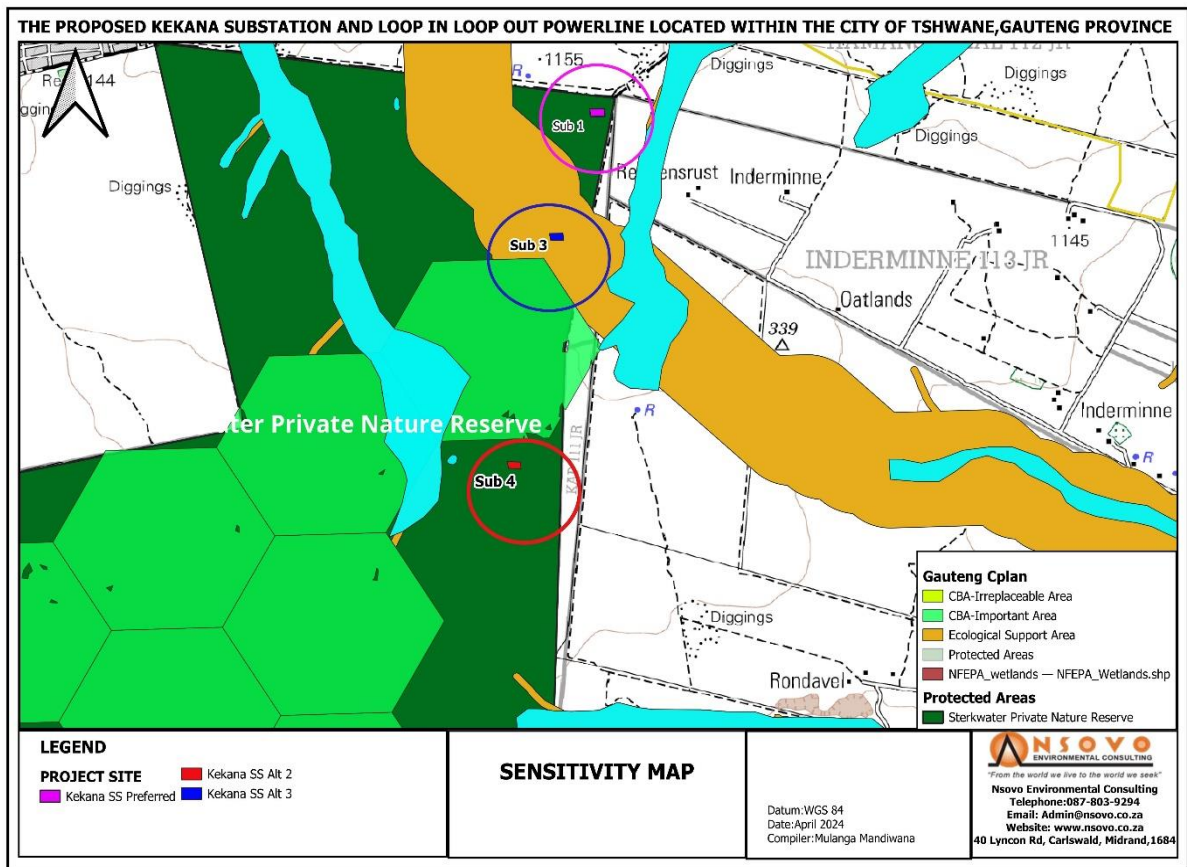 THE PROPOSED KEKANA SUBSTATION AND LOOP IN LOOP OUT POWERLINE LOCATED WITHIN THE CITY OF TSHWANE,GAUTENG PROVINCE
144
R
1155
Diggings
Diggings
Sub 1
Diggings
Inderminne
Diggings
Sub 3
1145
INDERMINNE 113 JR
Oatlands
339
ter Private Nature Reserve
R
Inderminne
R
Sub 4
Diggings
Rondavel
Gauteng Cplan
CBA-Irreplaceable Area
CBA-Important Area
Ecological Support Area
Protected Areas
NFEPA_wetlands — NFEPA_Wetlands.shp
Protected Areas
Sterkwater Private Nature Reserve
LEGEND
PROJECT SITE
Kekana SS Preferred
Kekana SS Alt 2
Kekana SS Alt 3
SENSITIVITY MAP
Datum:WGS 84
Date:April 2024
Compiler:Mulanga Mandiwana
NSOVO
ENVIRONMENTAL CONSULTING
"From the world we live to the world we seek"
Nsovo Environmental Consulting
Telephone:087-803-9294
Email: Admin@nsovo.co.za
Website: www.nsovo.co.za
40 Lyncon Rd, Carlswald, Midrand,1684